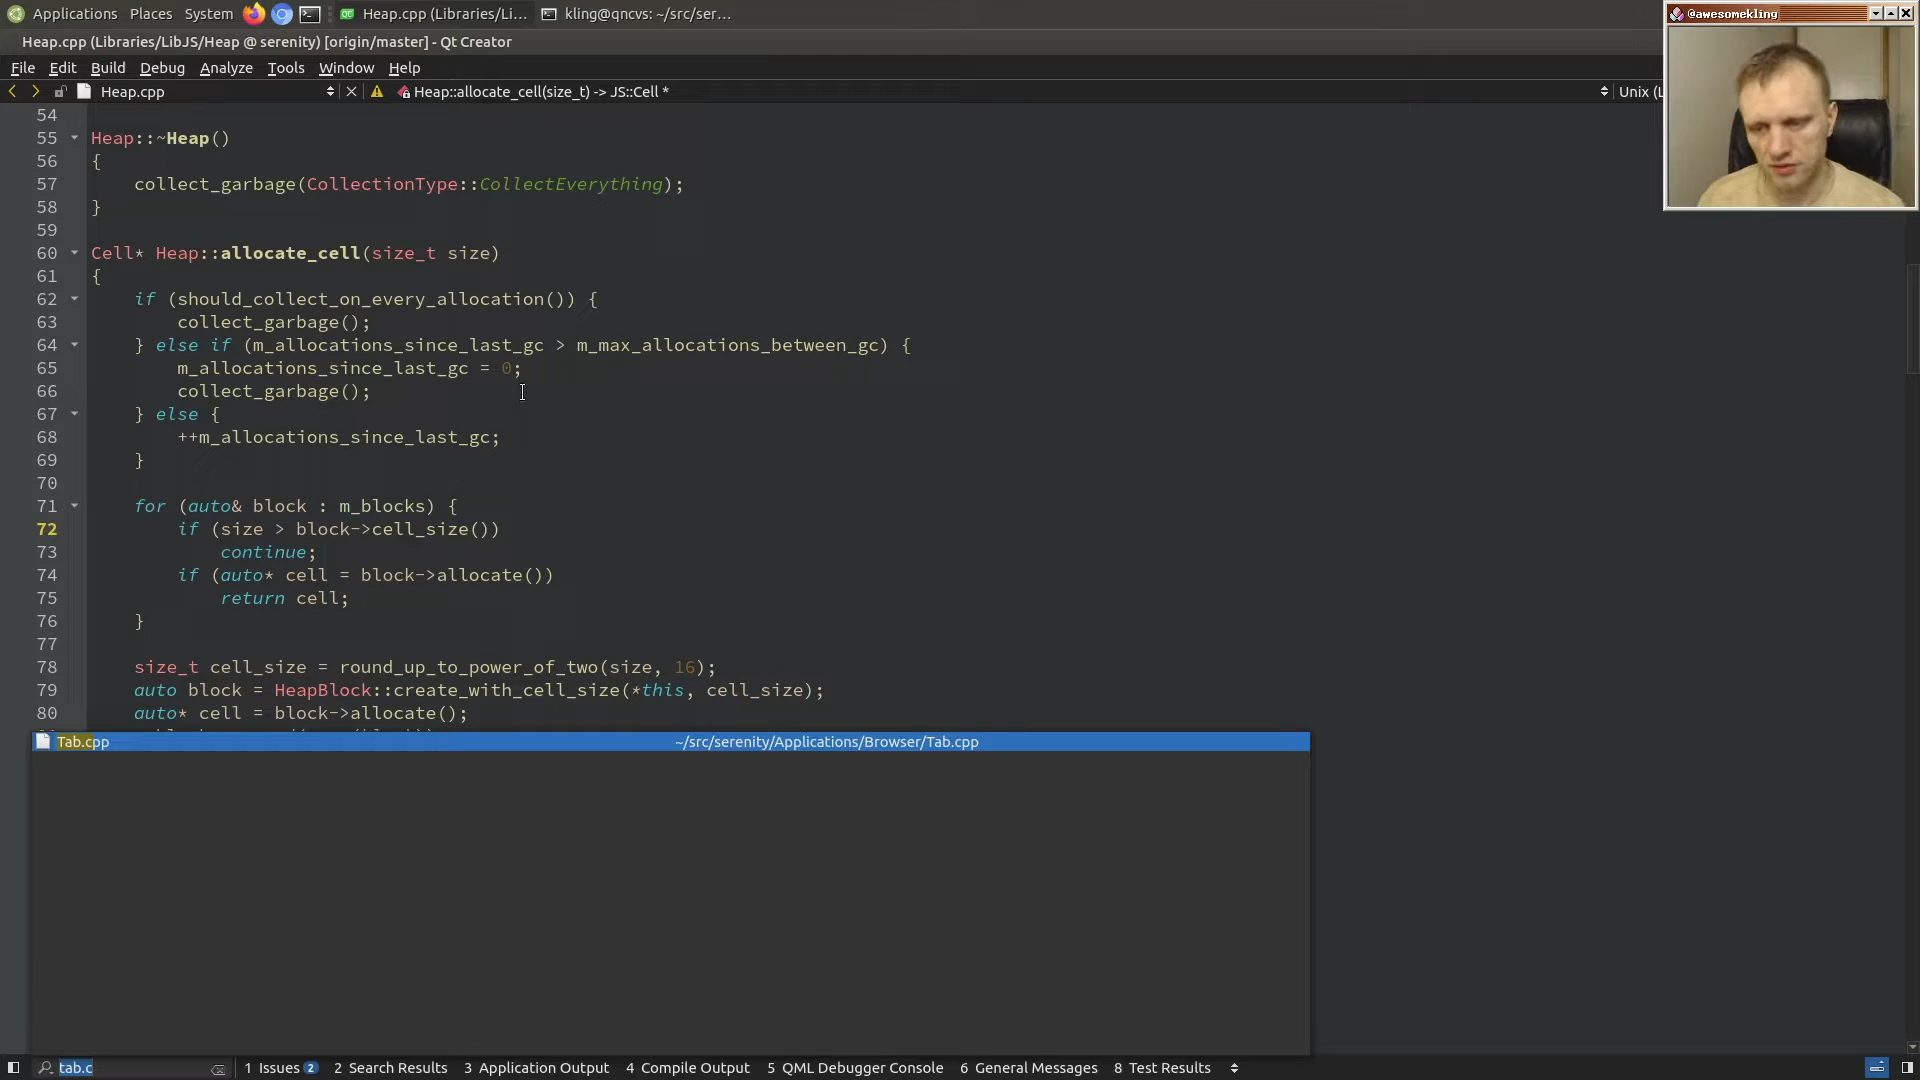 Applications Places System Heap.cpp (Libraries/Li... kling@qncvs: ~/src/ser...
@awesomekling
Heap.cpp (Libraries/LibJS/Heap @ serenity) [origin/master] - Qt Creator
File Edit Build Debug Analyze Tools Window Help
Heap.cpp Heap::allocate_cell(size_t) -> JS::Cell * Unix (L
54
55 Heap::~Heap()
56 {
57 collect_garbage(CollectionType::CollectEverything);
58 }
59
60 Cell* Heap::allocate_cell(size_t size)
61 {
62 if (should_collect_on_every_allocation()) {
63 collect_garbage();
64 } else if (m_allocations_since_last_gc > m_max_allocations_between_gc) {
65 m_allocations_since_last_gc = 0;
66 collect_garbage();
67 } else {
68 ++m_allocations_since_last_gc;
69 }
70
71 for (auto& block : m_blocks) {
72 if (size > block->cell_size())
73 continue;
74 if (auto* cell = block->allocate())
75 return cell;
76 }
77
78 size_t cell_size = round_up_to_power_of_two(size, 16);
79 auto block = HeapBlock::create_with_cell_size(*this, cell_size);
80 auto* cell = block->allocate();
Tab.cpp ~/src/serenity/Applications/Browser/Tab.cpp
tab.c 1 Issues 2 2 Search Results 3 Application Output 4 Compile Output 5 QML Debugger Console 6 General Messages 8 Test Results